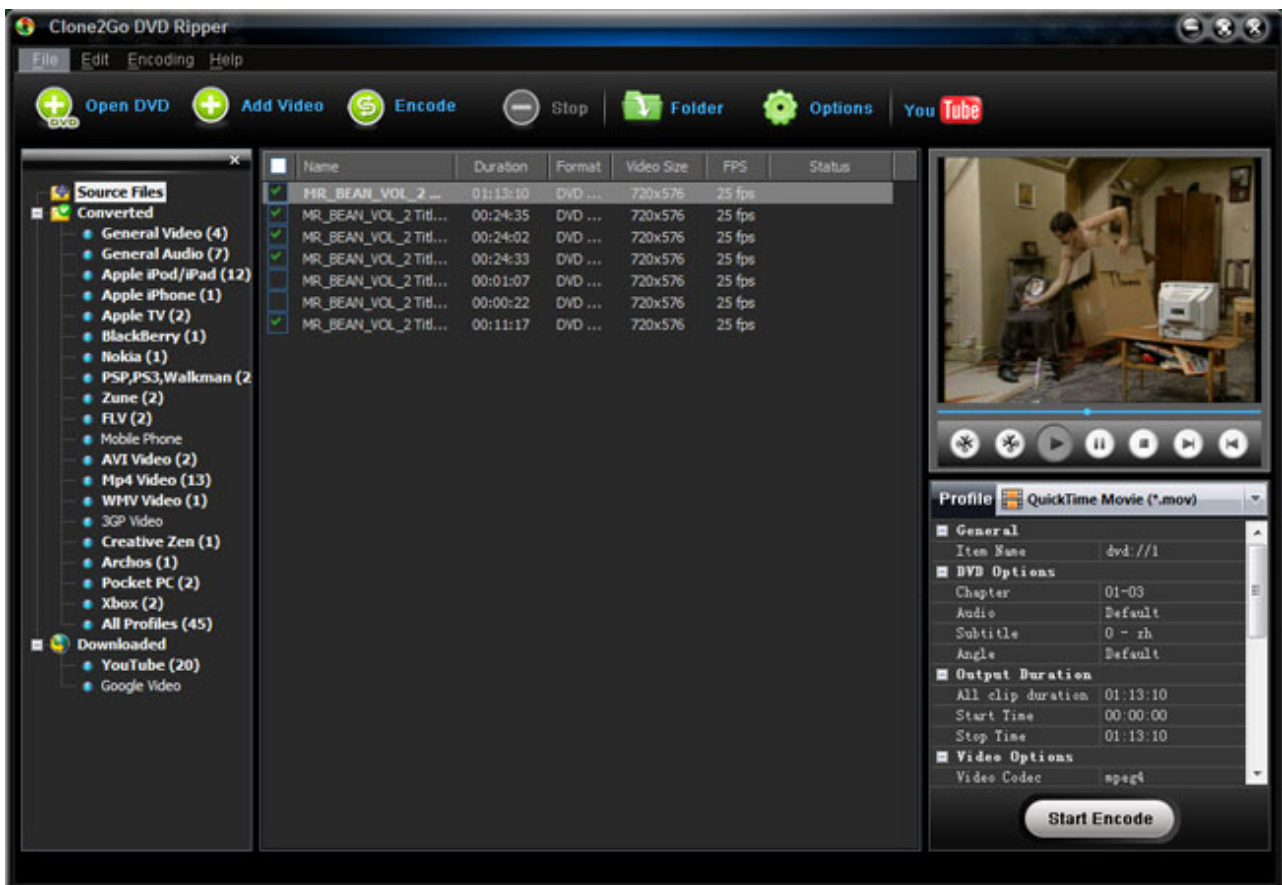 Clone2Go DVD Ripper
File Edit Encoding Help
Open DVD Add Video Encode Stop Folder Options You Tube
Source Files
Converted
General Video (4)
General Audio (7)
Apple iPod/iPad (12)
Apple iPhone (1)
Apple TV (2)
BlackBerry (1)
Nokia (1)
PSP,PS3,Walkman (2
Zune (2)
FLV (2)
Mobile Phone
AVI Video (2)
Mp4 Video (13)
WMV Video (1)
3GP Video
Creative Zen (1)
Archos (1)
Pocket PC (2)
Xbox (2)
All Profiles (45)
Downloaded
YouTube (20)
Google Video
Name Duration Format Video Size FPS Status
MR_BEAN_VOL_2 ... 01:13:10 DVD ... 720x576 25 fps
MR_BEAN_VOL_2 Titl... 00:24:35 DVD ... 720x576 25 fps
MR_BEAN_VOL_2 Titl... 00:24:02 DVD ... 720x576 25 fps
MR_BEAN_VOL_2 Titl... 00:24:33 DVD ... 720x576 25 fps
MR_BEAN_VOL_2 Titl... 00:01:07 DVD ... 720x576 25 fps
MR_BEAN_VOL_2 Titl... 00:00:22 DVD ... 720x576 25 fps
MR_BEAN_VOL_2 Titl... 00:11:17 DVD ... 720x576 25 fps
Profile QuickTime Movie (*.mov)
General
Item Name dvd://1
DVD Options
Chapter 01-03
Audio Default
Subtitle 0 - zh
Angle Default
Output Duration
All clip duration 01:13:10
Start Time 00:00:00
Stop Time 01:13:10
Video Options
Video Codec mpeg4
Start Encode